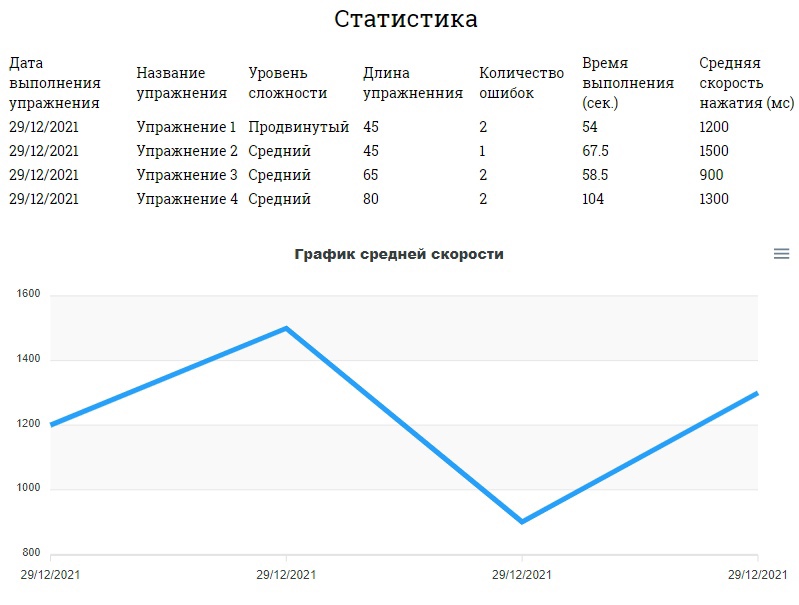 Статистика
Дата выполнения упражнения
Название упражнения
Уровень сложности
Длина упражненния
Количество ошибок
Время выполнения (сек.)
Средняя скорость нажатия (мс)
29/12/2021 Упражнение 1 Продвинутый 45 2 54 1200
29/12/2021 Упражнение 2 Средний 45 1 67.5 1500
29/12/2021 Упражнение 3 Средний 65 2 58.5 900
29/12/2021 Упражнение 4 Средний 80 2 104 1300
График средней скорости
1600
1400
1200
1000
800
29/12/2021 29/12/2021 29/12/2021 29/12/2021